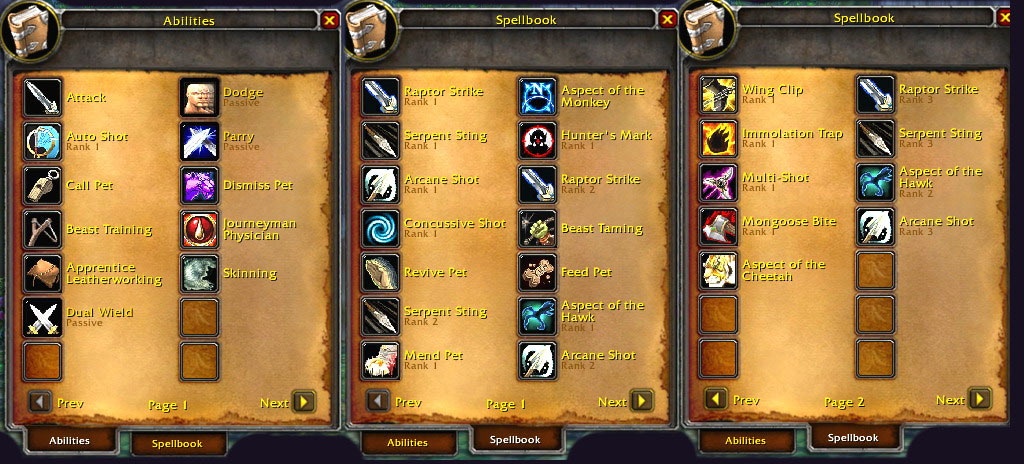 Abilities
Attack
Dodge
Passive
Auto Shot
Rank 1
Parry
Passive
Call Pet
Dismiss Pet
Beast Training
Journeyman
Physician
Apprentice
Leatherworking
Skinning
Dual Wield
Passive
Prev
Page 1
Next
Abilities
Spellbook
Spellbook
Raptor Strike
Rank 1
Aspect of the
Monkey
Serpent Sting
Rank 1
Hunter's Mark
Rank 1
Arcane Shot
Rank 1
Raptor Strike
Rank 2
Concussive Shot
Rank 1
Beast Taming
Revive Pet
Feed Pet
Serpent Sting
Rank 2
Aspect of the
Hawk
Rank 1
Mend Pet
Rank 1
Arcane Shot
Rank 2
Prev
Page 1
Next
Abilities
Spellbook
Spellbook
Wing Clip
Rank 1
Raptor Strike
Rank 3
Immolation Trap
Rank 1
Serpent Sting
Rank 3
Multi-Shot
Rank 1
Aspect of the
Hawk
Rank 2
Mongoose Bite
Rank 1
Arcane Shot
Rank 3
Aspect of the
Cheetah
Prev
Page 2
Next
Abilities
Spellbook